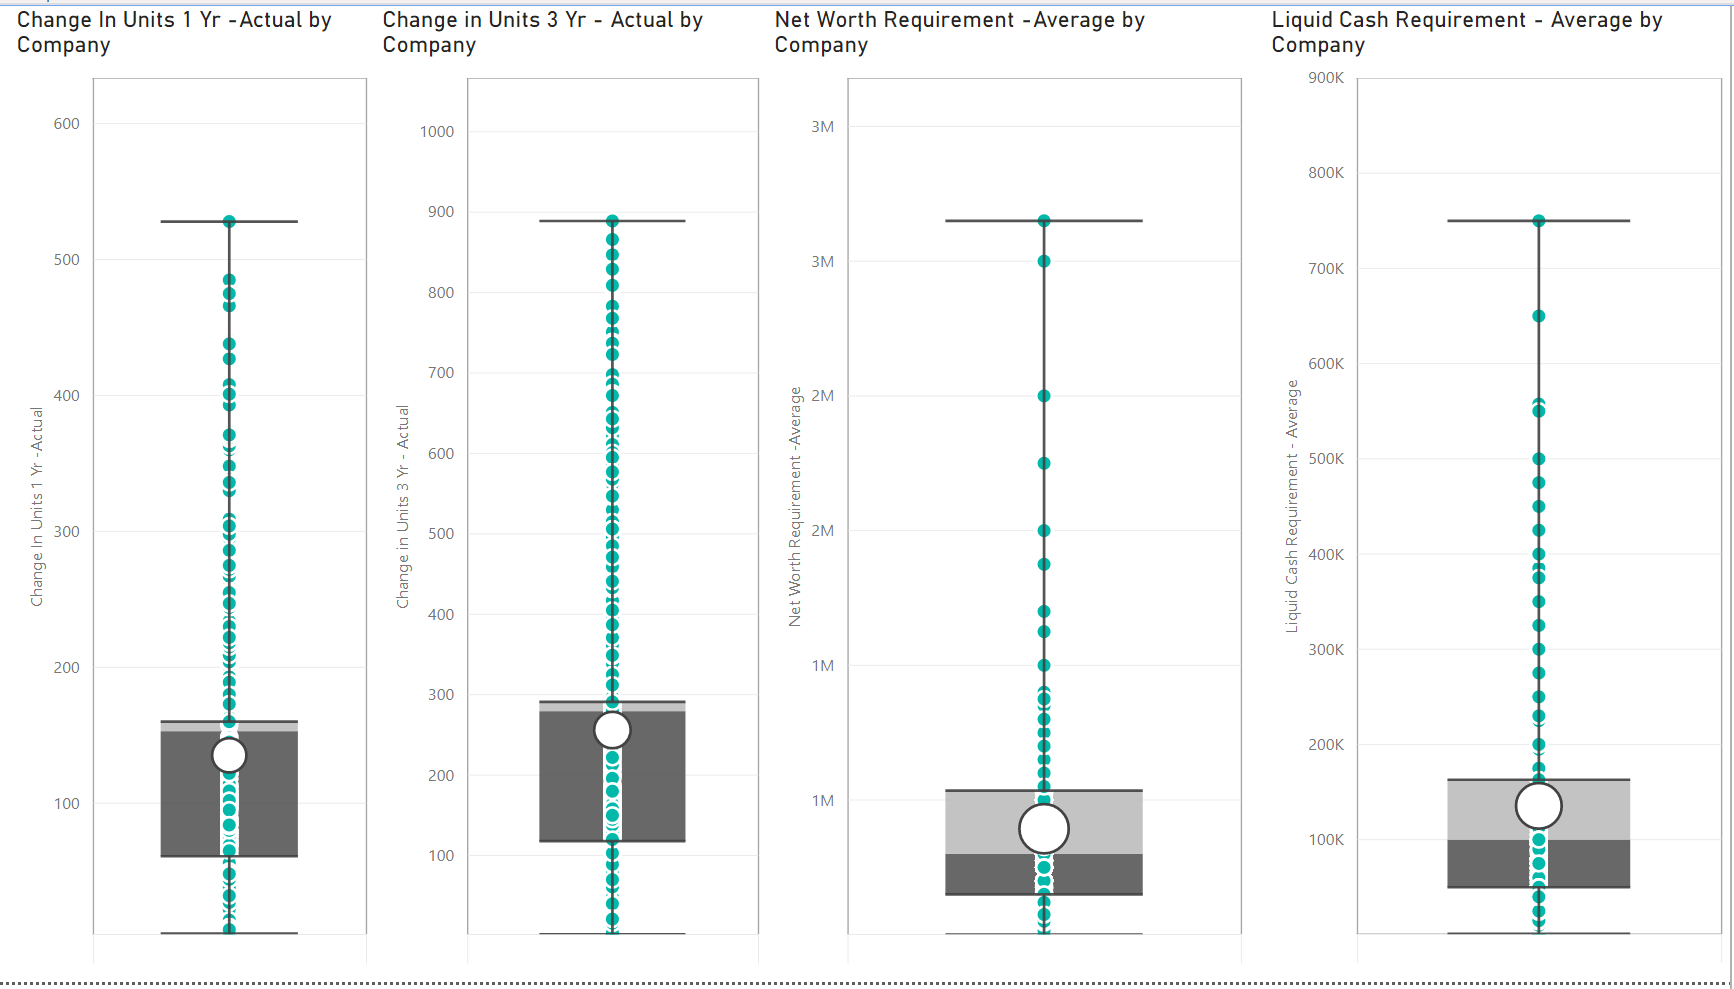 Change In Units 1 Yr -Actual by
Company
600
500
400
300
200
100
Change In Units 1 Yr -Actual
Change in Units 3 Yr - Actual by
Company
1000
900
800
700
600
500
400
300
200
100
Change in Units 3 Yr - Actual
Net Worth Requirement -Average by
Company
3M
3M
2M
2M
1M
1M
Net Worth Requirement -Average
Liquid Cash Requirement - Average by
Company
900K
800K
700K
600K
500K
400K
300K
200K
100K
Liquid Cash Requirement - Average